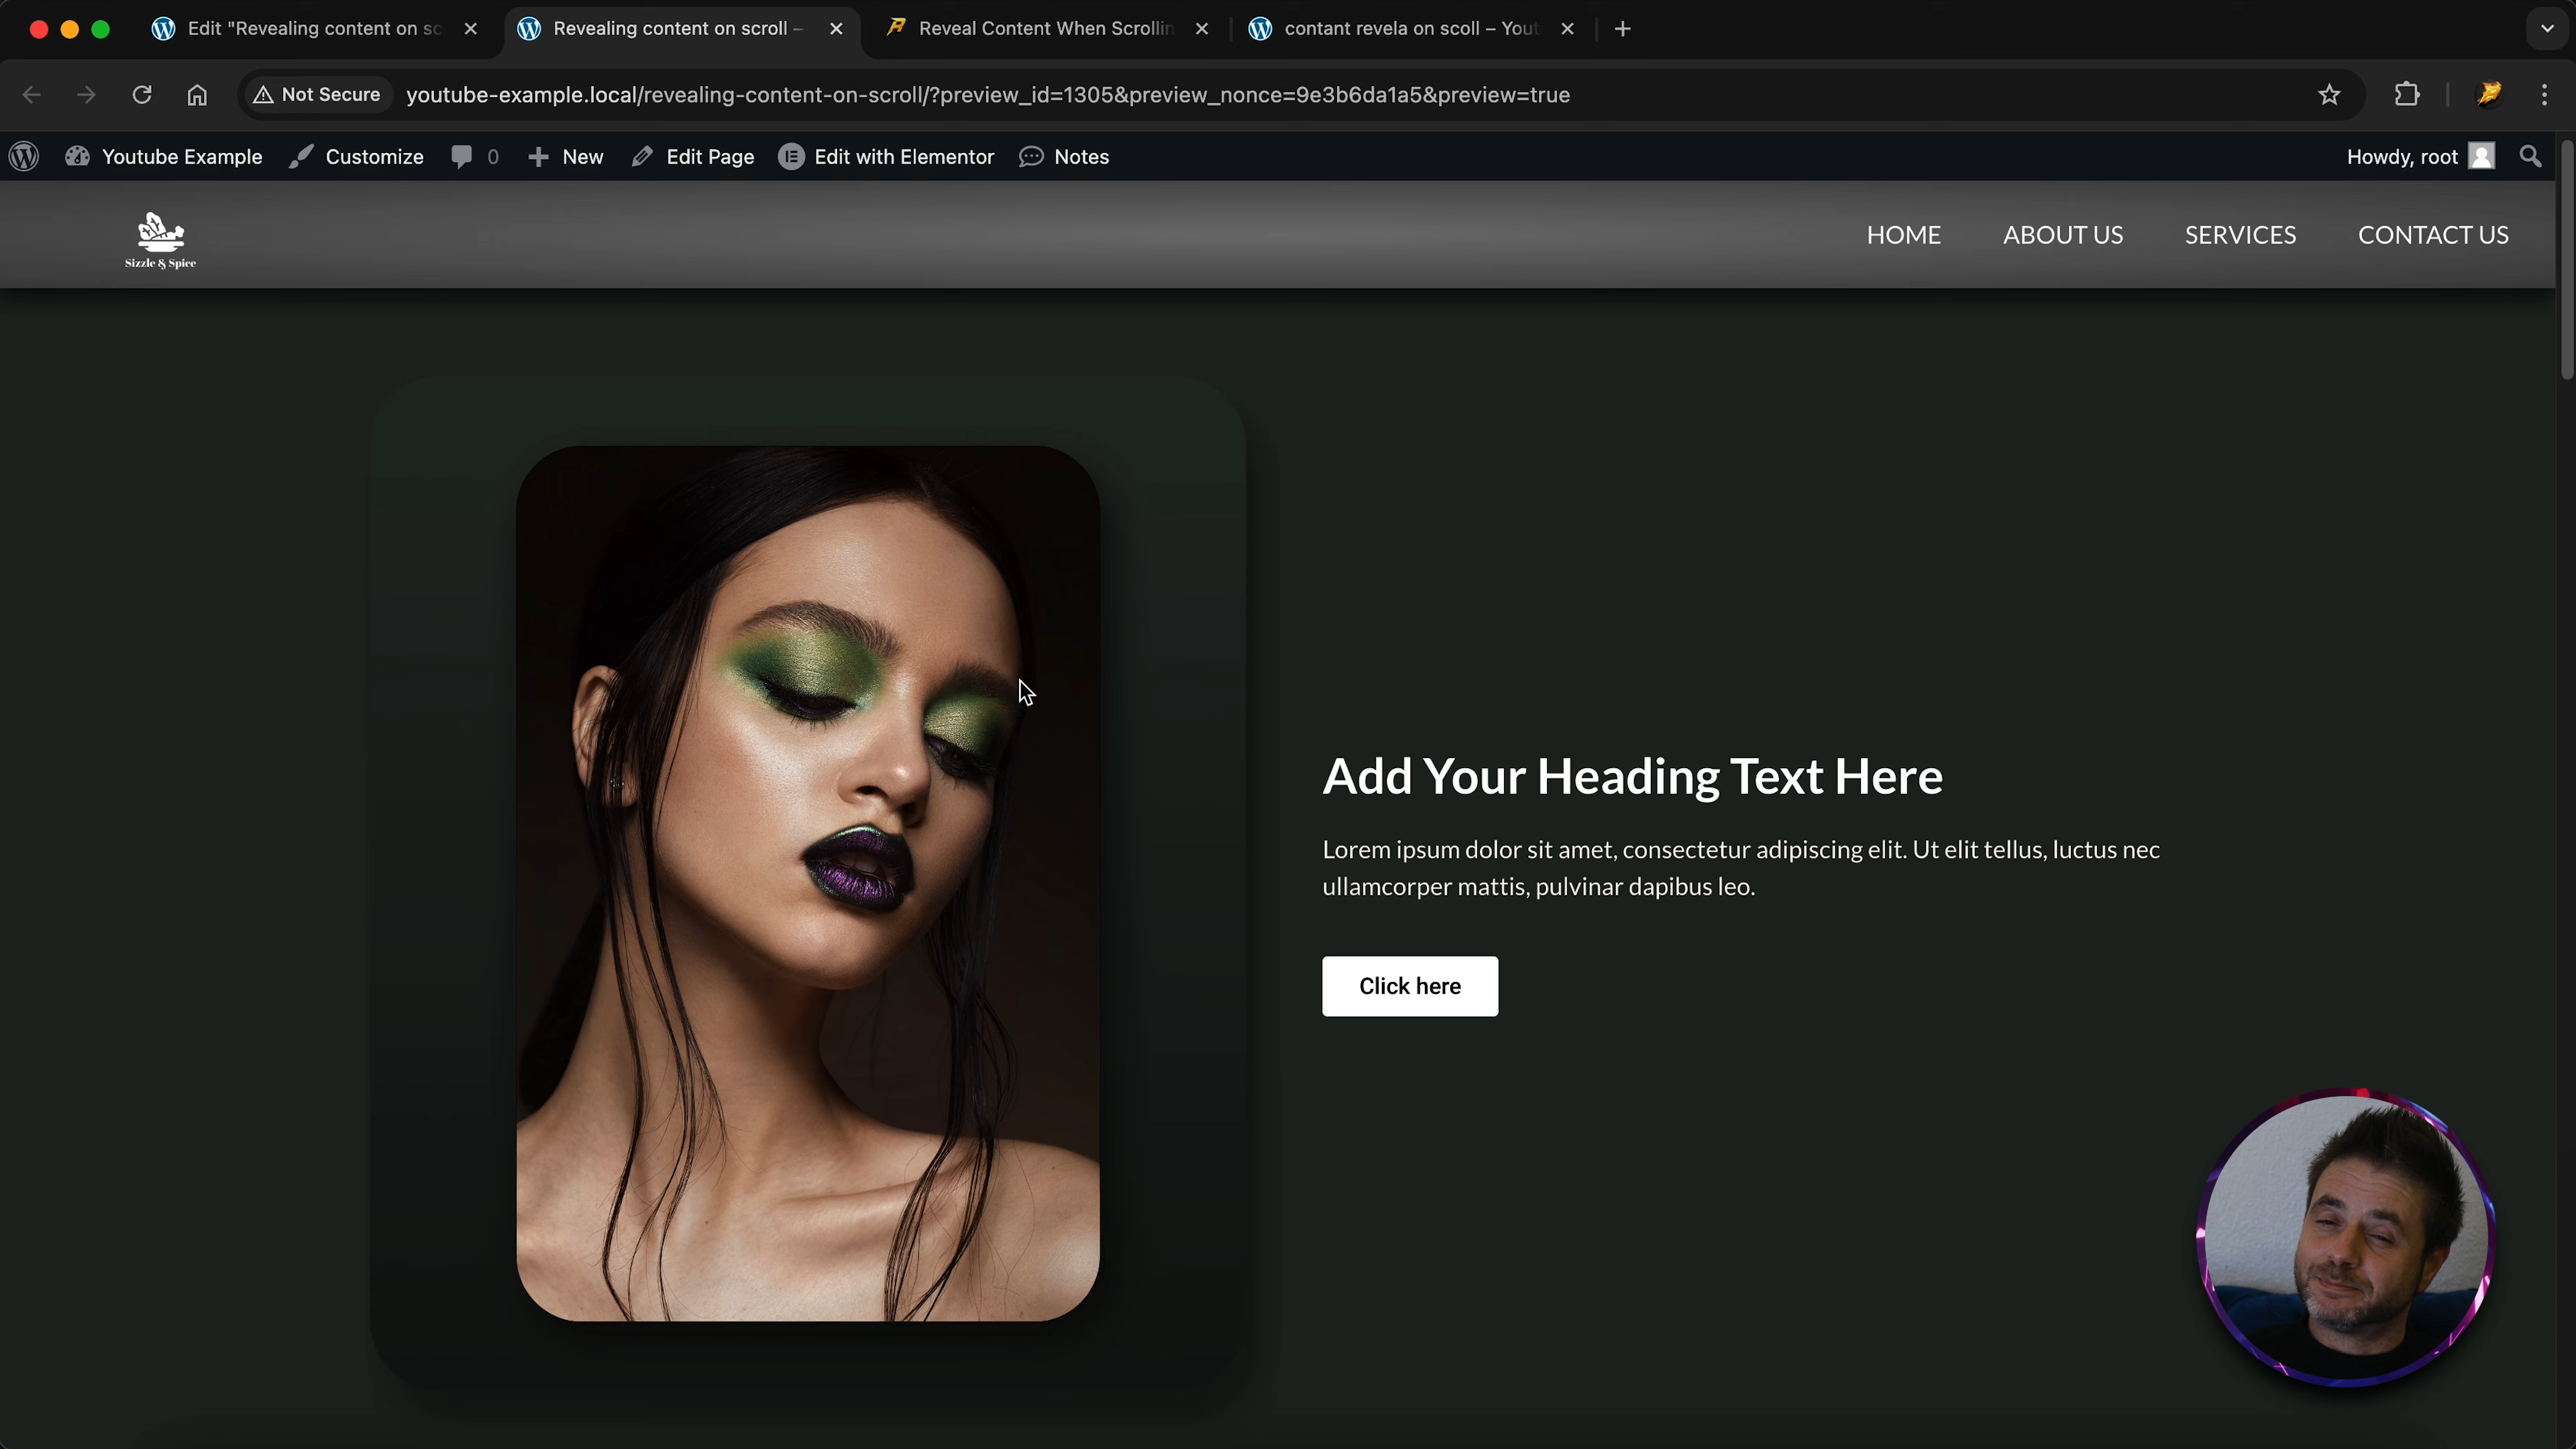 Edit "Revealing content on sc
Revealing content on scroll –
Reveal Content When Scrollin
contant revela on scoll – Yout
Not Secure
youtube-example.local/revealing-content-on-scroll/?preview_id=1305&preview_nonce=9e3b6da1a5&preview=true
Youtube Example
Customize
0
New
Edit Page
Edit with Elementor
Notes
Howdy, root
Sizzle & Spice
HOME
ABOUT US
SERVICES
CONTACT US
Add Your Heading Text Here
Lorem ipsum dolor sit amet, consectetur adipiscing elit. Ut elit tellus, luctus nec
ullamcorper mattis, pulvinar dapibus leo.
Click here